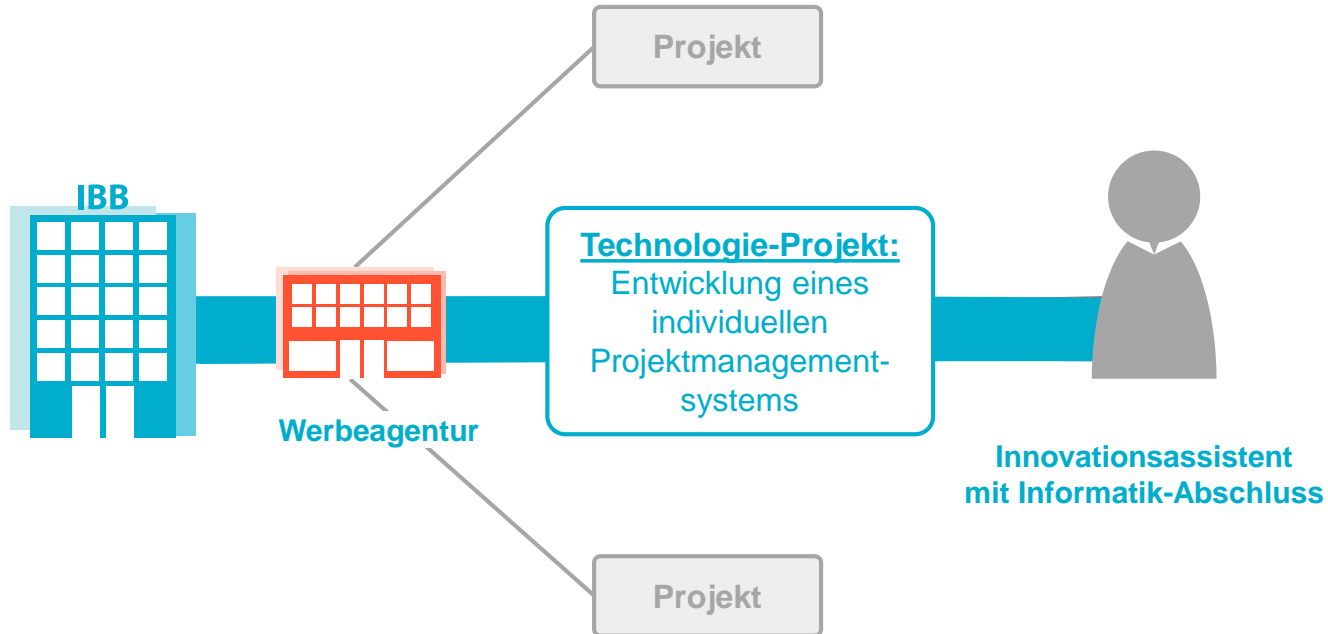 Projekt
IBB
Technologie-Projekt:
Entwicklung eines
individuellen
Projektmanagement-
systems
Werbeagentur
Innovationsassistent
mit Informatik-Abschluss
Projekt